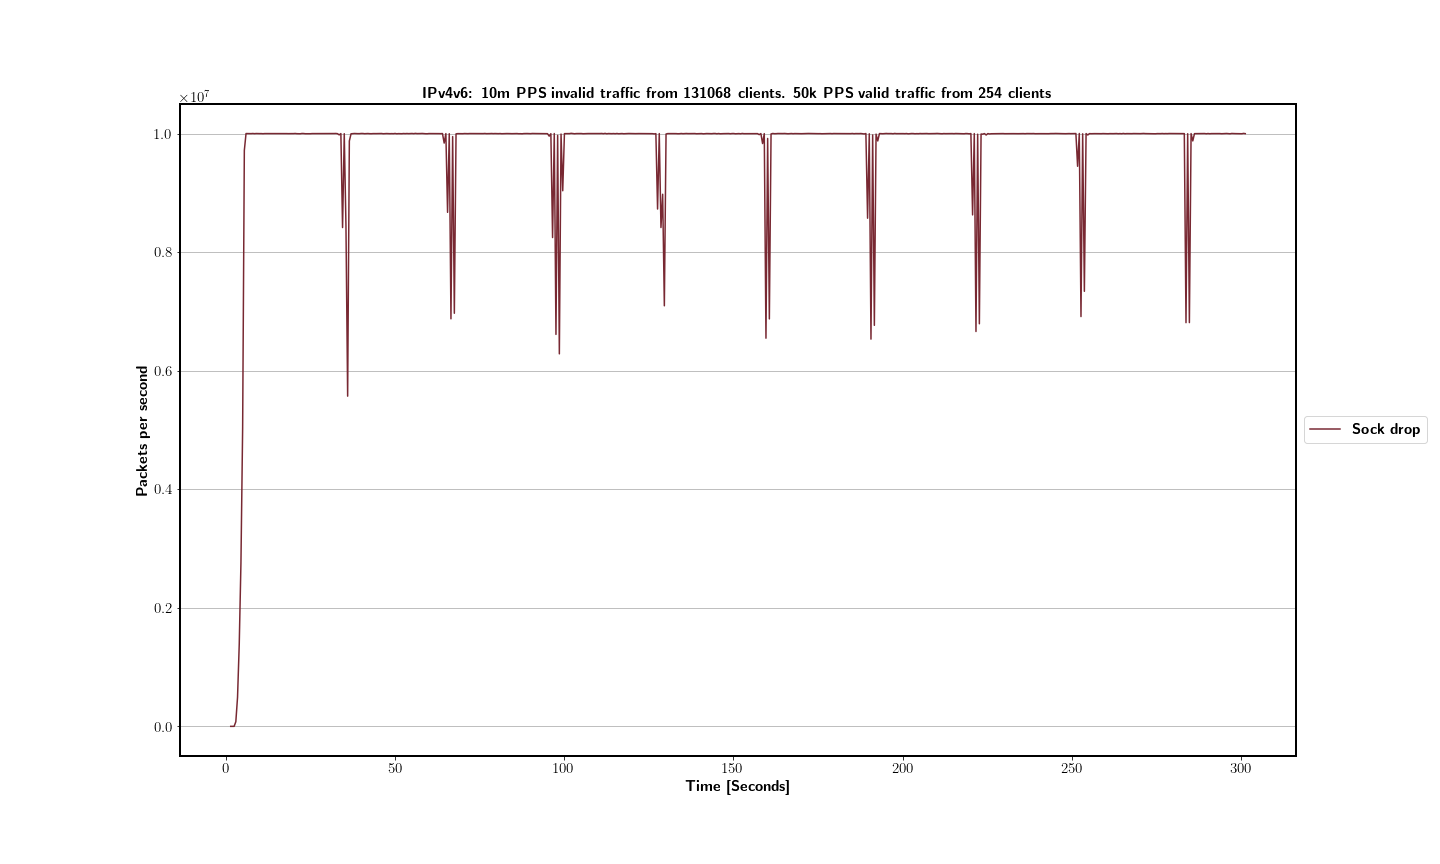 IPv4v6: 10m PPS invalid traffic from 131068 clients. 50k PPS valid traffic from 254 clients
×10⁷
1.0
0.8
0.6
0.4
0.2
0.0
Packets per second
0 50 100 150 200 250 300
Time [Seconds]
Sock drop